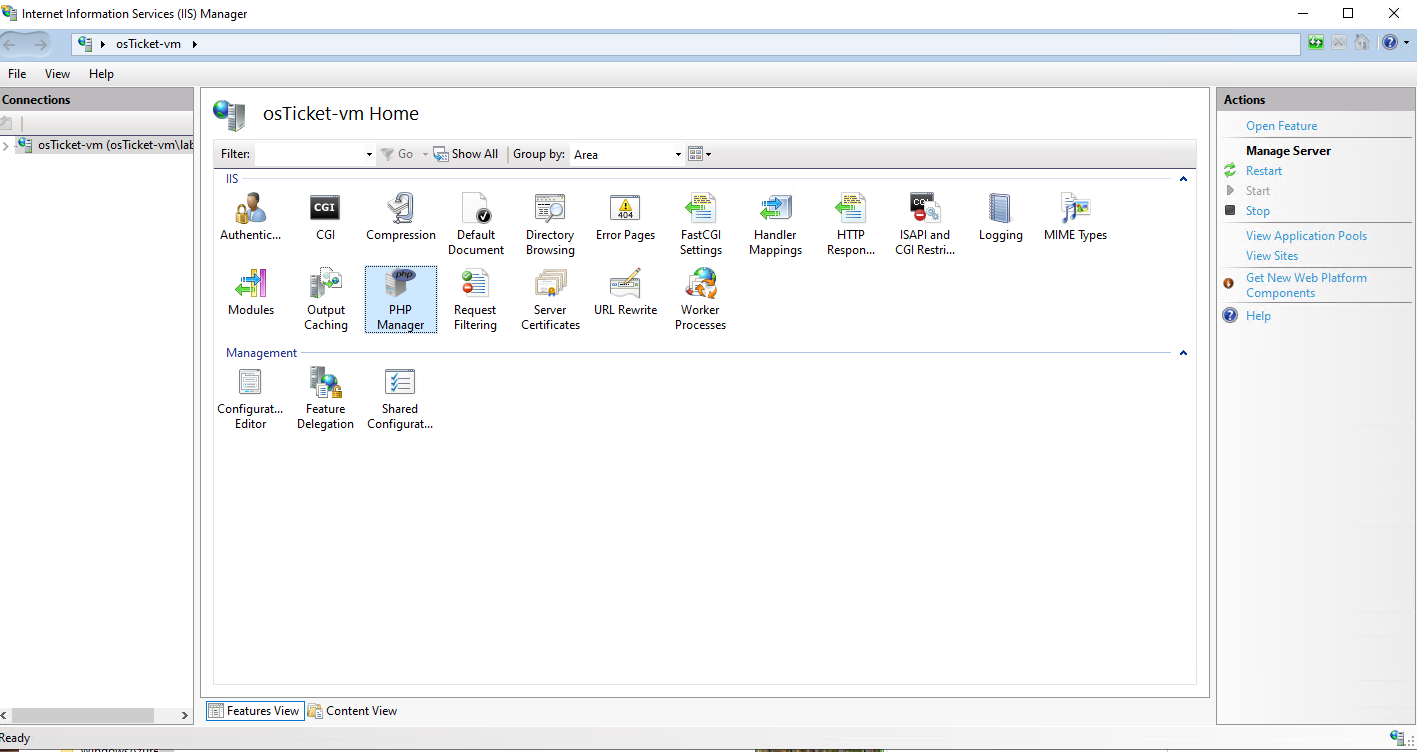 Internet Information Services (IIS) Manager
osTicket-vm
File View Help
Connections
osTicket-vm (osTicket-vm\lab
osTicket-vm Home
Filter: Go Show All Group by: Area
IIS
Authentic...
CGI
CGI
Compression
Default
Document
Directory
Browsing
404
Error Pages
FastCGI
Settings
Handler
Mappings
HTTP
Respon...
CGI
ISAPI and
CGI Restri...
Logging
MIME Types
Modules
Output
Caching
php
PHP
Manager
Request
Filtering
Server
Certificates
URL Rewrite
Worker
Processes
Management
Configurat...
Editor
Feature
Delegation
Shared
Configurat...
Features View
Content View
Actions
Open Feature
Manage Server
Restart
Start
Stop
View Application Pools
View Sites
Get New Web Platform
Components
Help
Ready